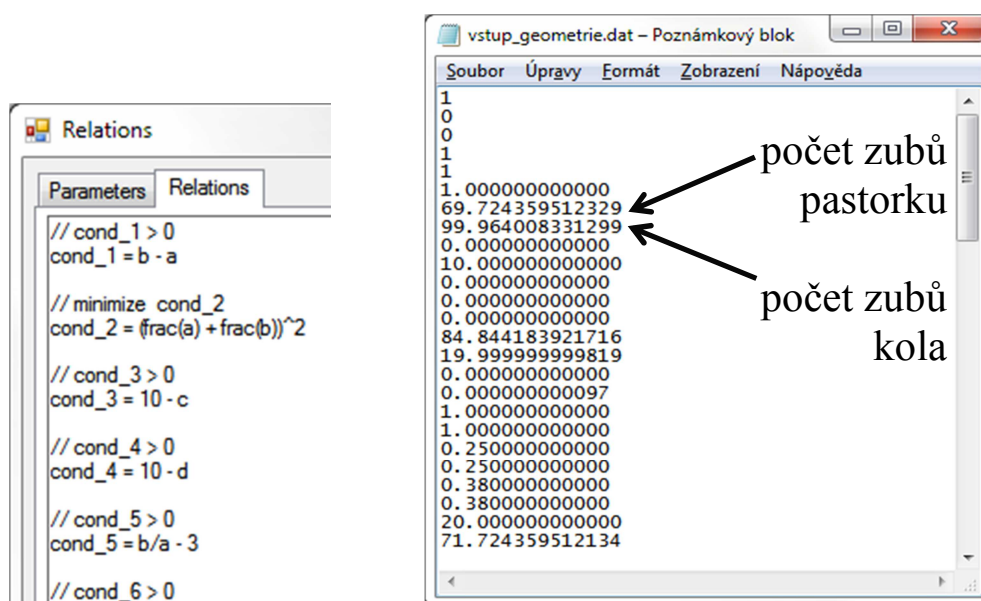 Relations
Parameters Relations
// cond_1 > 0
cond_1 = b - a
// minimize cond_2
cond_2 = (frac(a) + frac(b))^2
// cond_3 > 0
cond_3 = 10 - c
// cond_4 > 0
cond_4 = 10 - d
// cond_5 > 0
cond_5 = b/a - 3
// cond_6 > 0
vstup_geometrie.dat – Poznámkový blok
Soubor Úpravy Formát Zobrazení Nápověda
1
0
0
1
1
1.000000000000
69.724359512329
99.964008331299
0.000000000000
10.000000000000
0.000000000000
0.000000000000
0.000000000000
84.844183921716
19.999999999819
0.000000000000
0.000000000097
1.000000000000
1.000000000000
0.250000000000
0.250000000000
0.380000000000
0.380000000000
20.000000000000
71.724359512134
počet zubů
pastorku
počet zubů
kola